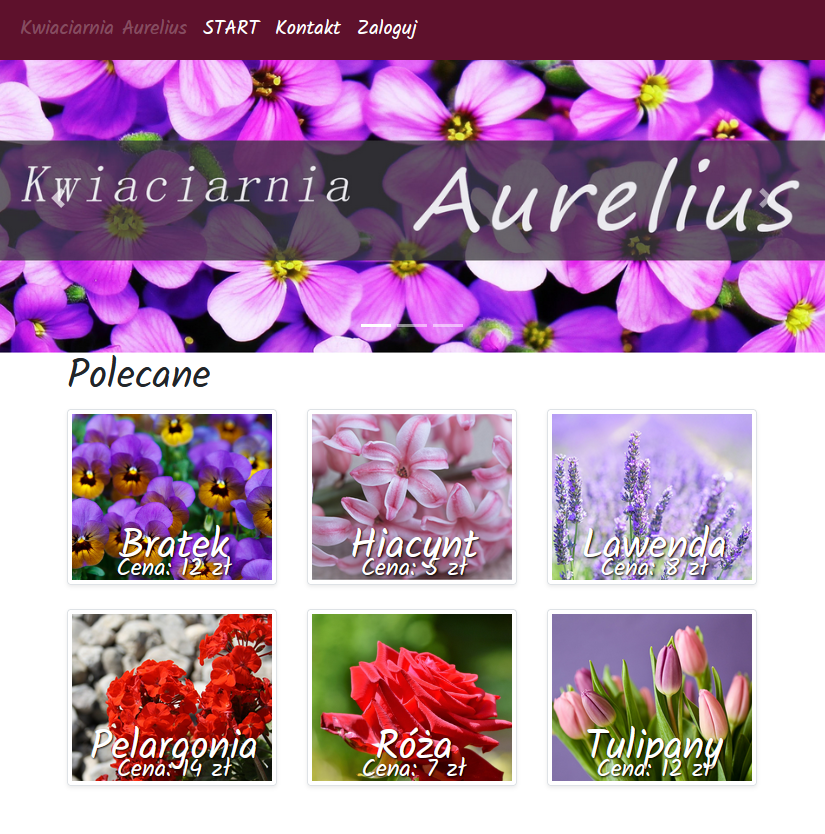 Kwiaciarnia Aurelius START Kontakt Zaloguj
Kwiaciarnia Aurelius
Polecane
Bratek
Cena: 12 zł
Hiacynt
Cena: 5 zł
Lawenda
Cena: 8 zł
Pelargonia
Cena: 14 zł
Róża
Cena: 7 zł
Tulipany
Cena: 12 zł